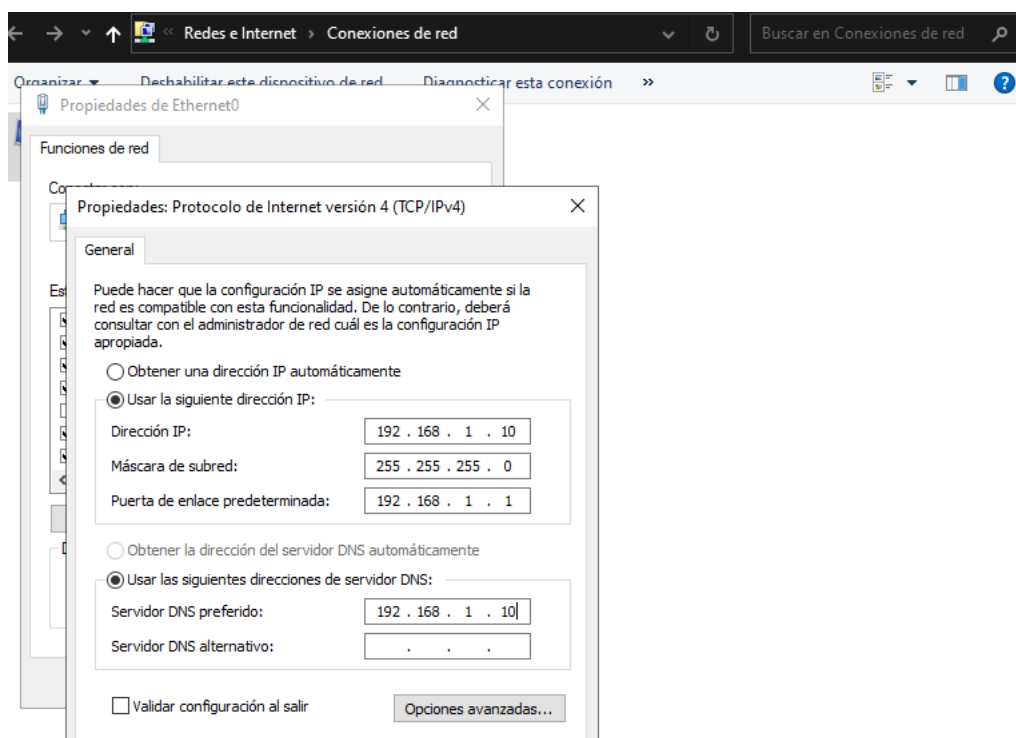 « Redes e Internet › Conexiones de red
Buscar en Conexiones de red
Organizar Deshabilitar este dispositivo de red Diagnosticar esta conexión »
Propiedades de Ethernet0
Funciones de red
Propiedades: Protocolo de Internet versión 4 (TCP/IPv4)
General
Puede hacer que la configuración IP se asigne automáticamente si la
red es compatible con esta funcionalidad. De lo contrario, deberá
consultar con el administrador de red cuál es la configuración IP
apropiada.
Obtener una dirección IP automáticamente
Usar la siguiente dirección IP:
Dirección IP: 192 . 168 . 1 . 10
Máscara de subred: 255 . 255 . 255 . 0
Puerta de enlace predeterminada: 192 . 168 . 1 . 1
Obtener la dirección del servidor DNS automáticamente
Usar las siguientes direcciones de servidor DNS:
Servidor DNS preferido: 192 . 168 . 1 . 10
Servidor DNS alternativo: . . .
Validar configuración al salir
Opciones avanzadas...